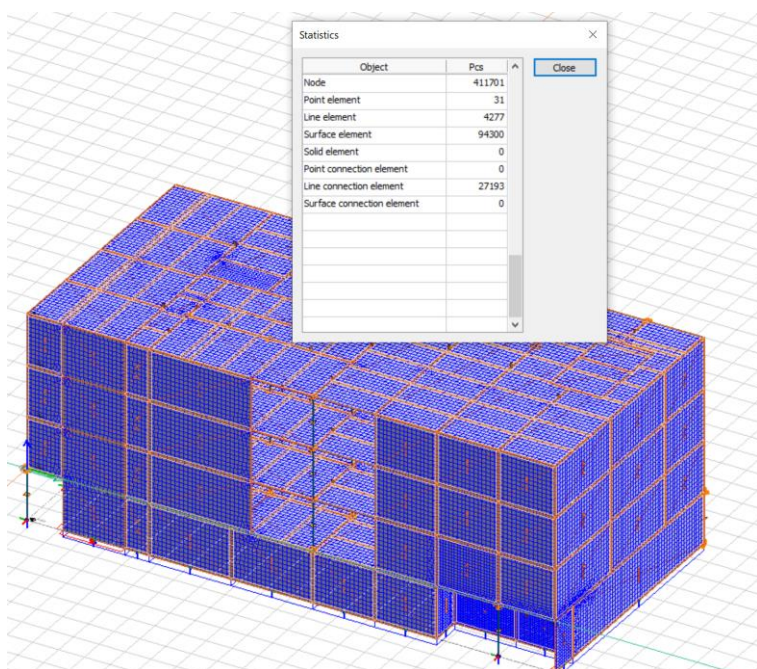 Statistics
Object Pcs
Node 411701
Point element 31
Line element 4277
Surface element 94300
Solid element 0
Point connection element 0
Line connection element 27193
Surface connection element 0
Close